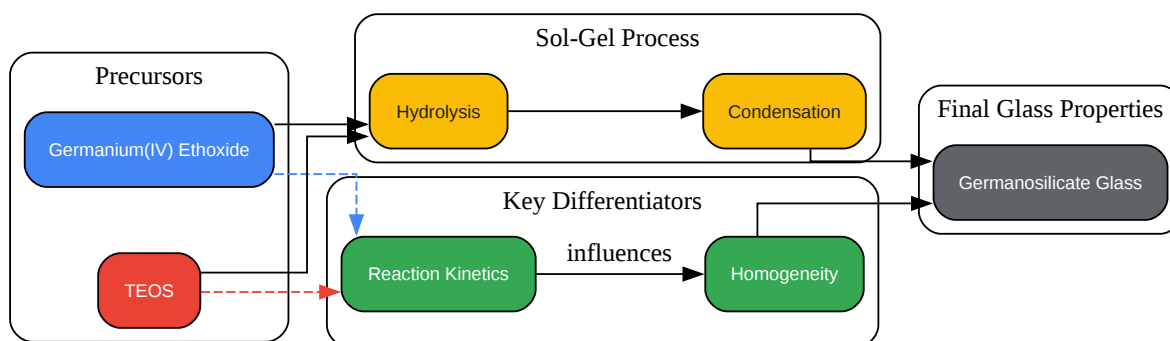 Precursors
Germanium(IV) Ethoxide
TEOS
Sol-Gel Process
Hydrolysis
Condensation
Key Differentiators
Reaction Kinetics
influences
Homogeneity
Final Glass Properties
Germanosilicate Glass